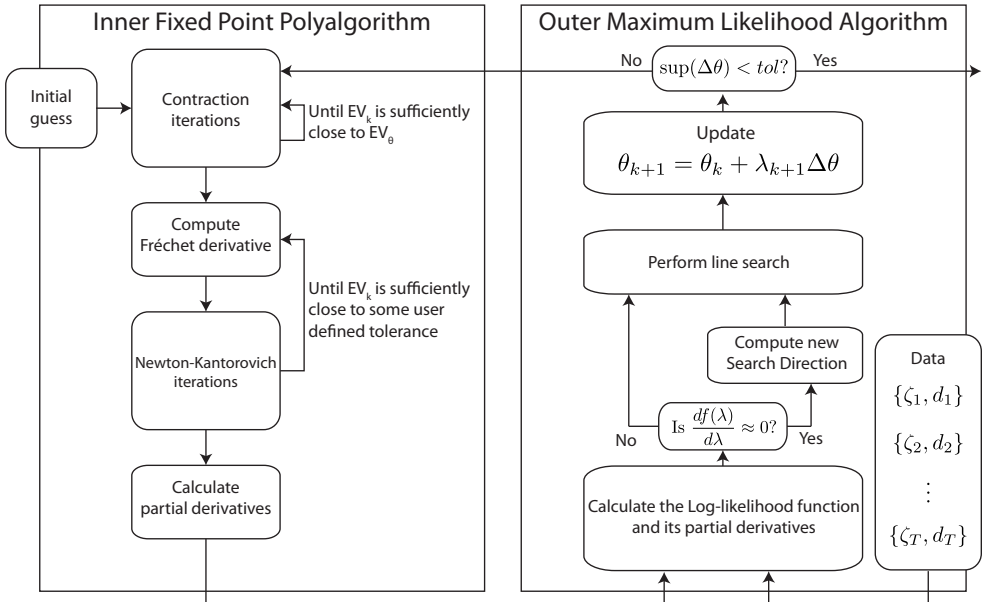 Inner Fixed Point Polyalgorithm
Initial
guess
Contraction
iterations
Until EV_k is sufficiently
close to EV_θ
Compute
Fréchet derivative
Until EV_k is sufficiently
close to some user
defined tolerance
Newton-Kantorovich
iterations
Calculate
partial derivatives
Outer Maximum Likelihood Algorithm
No
sup(Δθ) < tol?
Yes
Update
θ_{k+1} = θ_k + λ_{k+1}Δθ
Perform line search
Compute new
Search Direction
No
Is df(λ)/dλ ≈ 0?
Yes
Calculate the Log-likelihood function
and its partial derivatives
Data
{ζ_1, d_1}
{ζ_2, d_2}
⋮
{ζ_T, d_T}